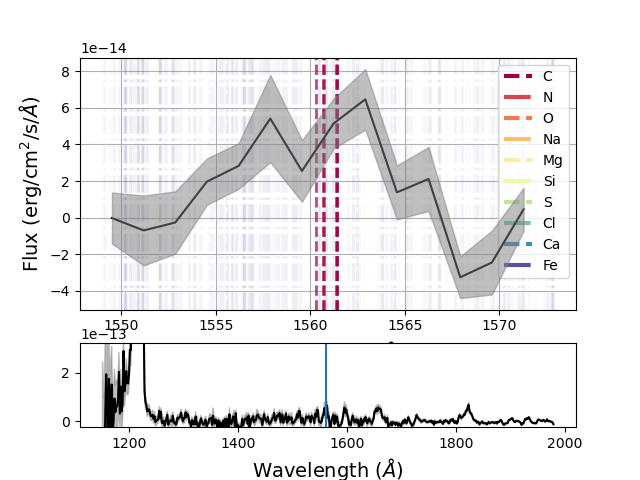 1e−14
8
6
4
2
0
−2
−4
Flux (erg/cm²/s/Å)
C
N
O
Na
Mg
Si
S
Cl
Ca
Fe
1550 1555 1560 1565 1570
1e−13
2
0
1200 1400 1600 1800 2000
Wavelength (Å)